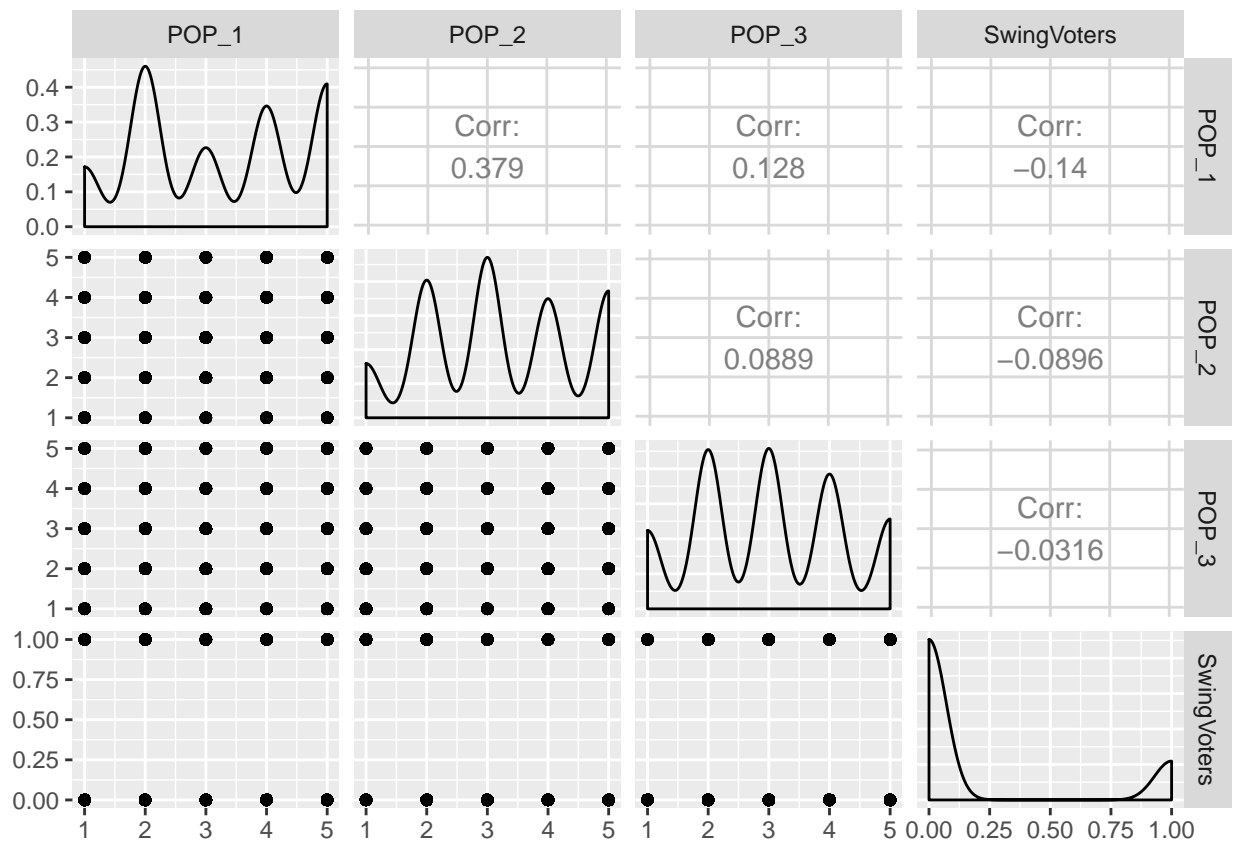 POP_1 POP_2 POP_3 SwingVoters
0.4
0.3
0.2
0.1
0.0
Corr:
0.379
Corr:
0.128
Corr:
−0.14
POP_1
5
4
3
2
1
Corr:
0.0889
Corr:
−0.0896
POP_2
5
4
3
2
1
Corr:
−0.0316
POP_3
1.00
0.75
0.50
0.25
0.00
SwingVoters
1 2 3 4 5 1 2 3 4 5 1 2 3 4 5 0.00 0.25 0.50 0.75 1.00